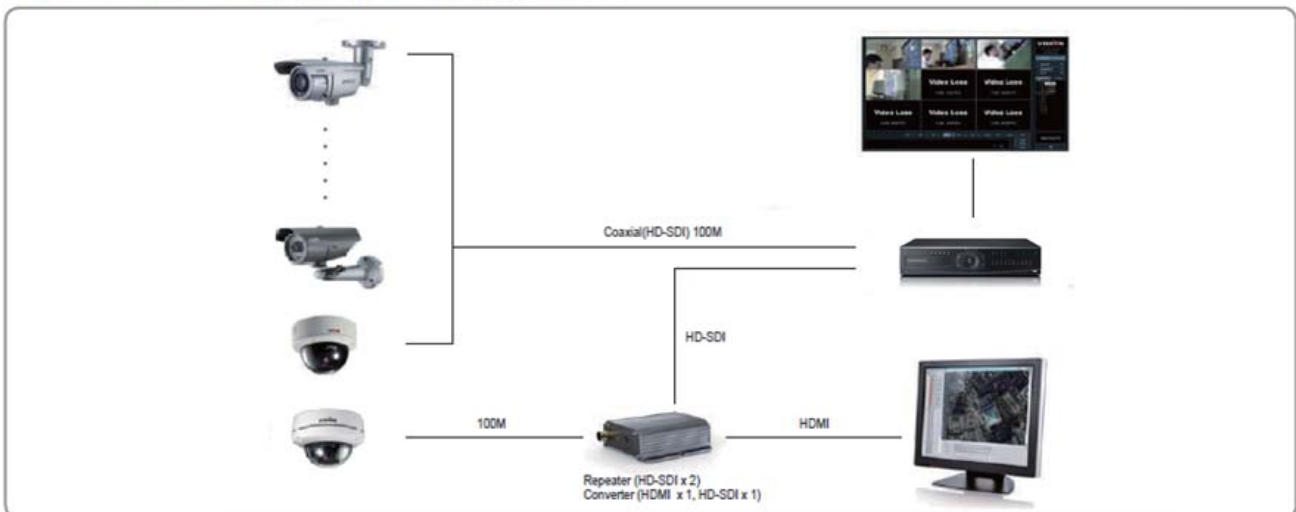 Video Loss
Video Loss
Video Loss
Video Loss
Video Loss
Coaxial(HD-SDI) 100M
HD-SDI
100M
HDMI
Repeater (HD-SDI x 2)
Converter (HDMI x 1, HD-SDI x 1)